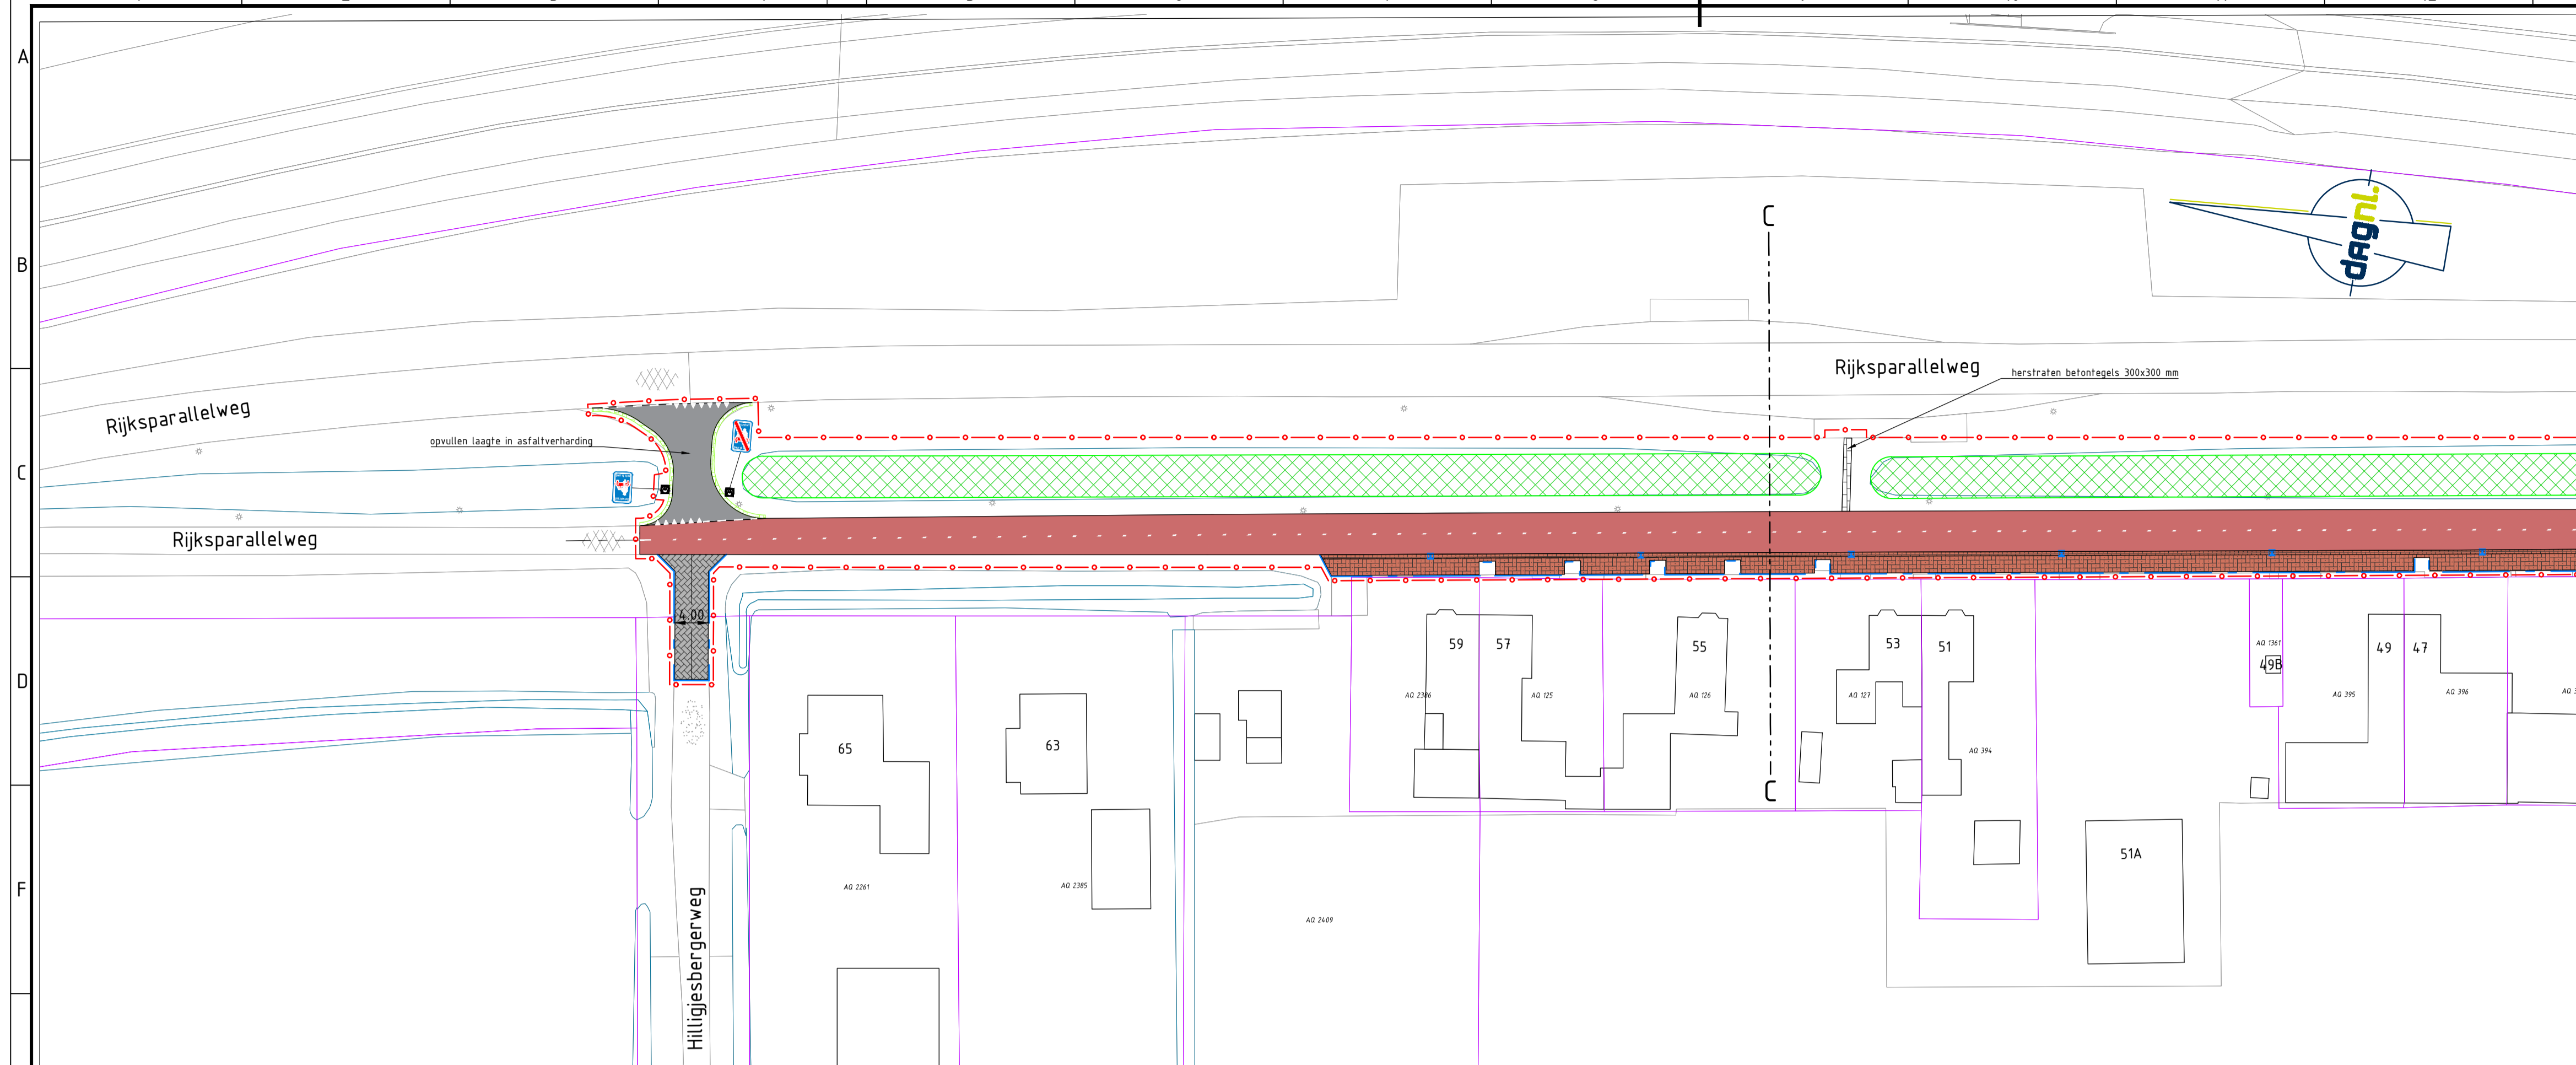 A
B
C
D
F
C
dagnl.
Rijksparallelweg
herstraten betontegels 300x300 mm
Rijksparallelweg
opvullen laagte in asfaltverharding
Rijksparallelweg
4.00
59
57
55
53
51
AQ 1361
49B
49
47
AQ 2386
AQ 125
AQ 126
AQ 127
AQ 395
AQ 396
65
63
AQ 394
C
51A
AQ 2261
AQ 2385
AQ 2409
Hilligjesbergerweg